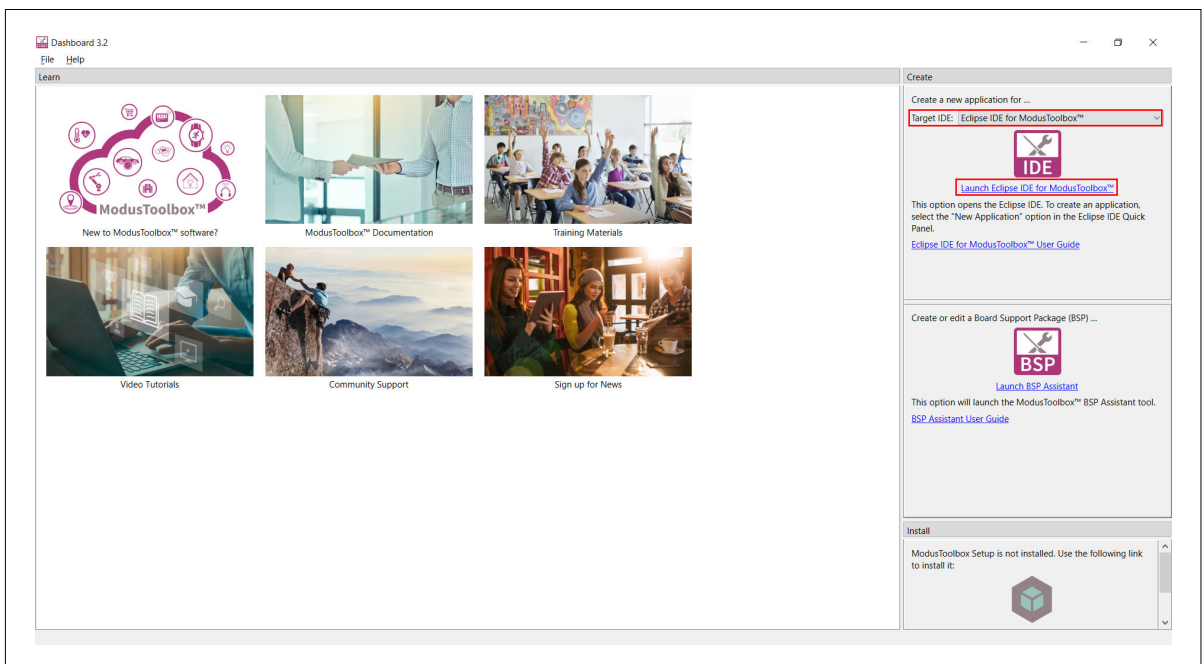 Dashboard 3.2
File Help
Learn
ModusToolbox™
New to ModusToolbox™ software?
ModusToolbox™ Documentation
Training Materials
Video Tutorials
Community Support
Sign up for News
Create
Create a new application for ...
Target IDE: Eclipse IDE for ModusToolbox™
IDE
Launch Eclipse IDE for ModusToolbox™
This option opens the Eclipse IDE. To create an application,
select the "New Application" option in the Eclipse IDE Quick
Panel.
Eclipse IDE for ModusToolbox™ User Guide
Create or edit a Board Support Package (BSP) ...
BSP
Launch BSP Assistant
This option will launch the ModusToolbox™ BSP Assistant tool.
BSP Assistant User Guide
Install
ModusToolbox Setup is not installed. Use the following link
to install it: